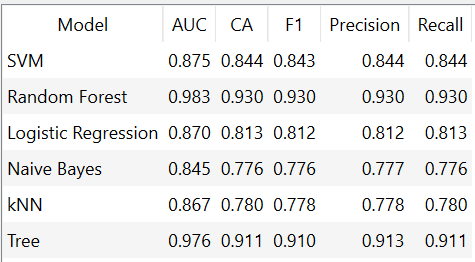 Model AUC CA F1 Precision Recall
SVM 0.875 0.844 0.843 0.844 0.844
Random Forest 0.983 0.930 0.930 0.930 0.930
Logistic Regression 0.870 0.813 0.812 0.812 0.813
Naive Bayes 0.845 0.776 0.776 0.777 0.776
kNN 0.867 0.780 0.778 0.778 0.780
Tree 0.976 0.911 0.910 0.913 0.911